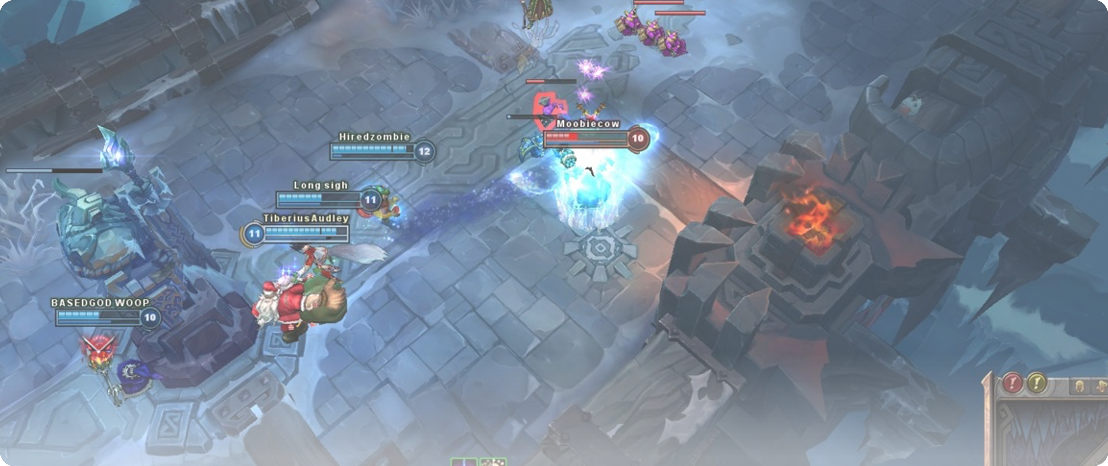 Moobiecow
10
Hiredzombie
12
Long sigh
11
TiberiusAudley
11
BASEDGOD WOOP
10
! !